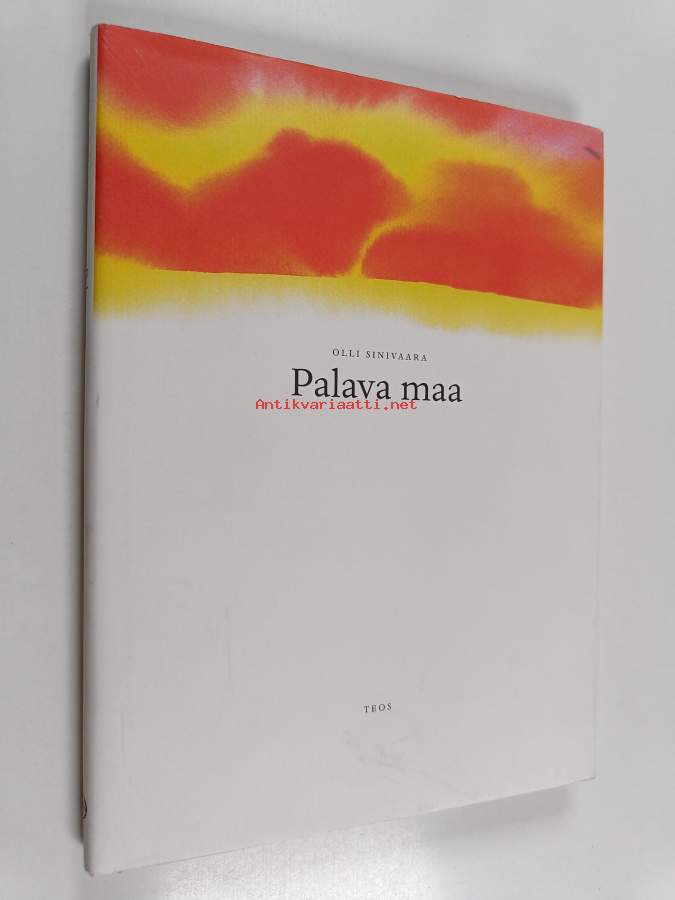 OLLI SINIVAARA
Palava maa
Antikvariaatti.net
TEOS